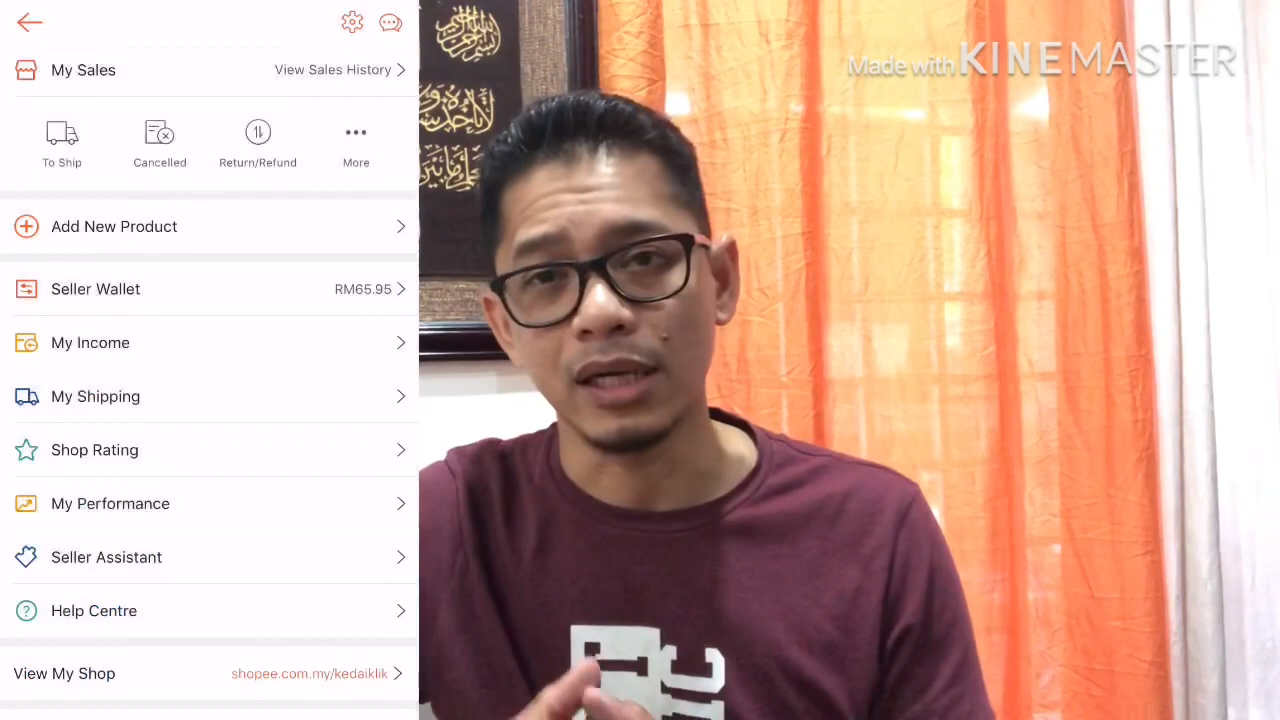 My Sales
View Sales History
To Ship
Cancelled
Return/Refund
More
Add New Product
Seller Wallet
RM65.95
My Income
My Shipping
Shop Rating
My Performance
Seller Assistant
Help Centre
View My Shop
shopee.com.my/kedaiklik
Made with KINEMASTER